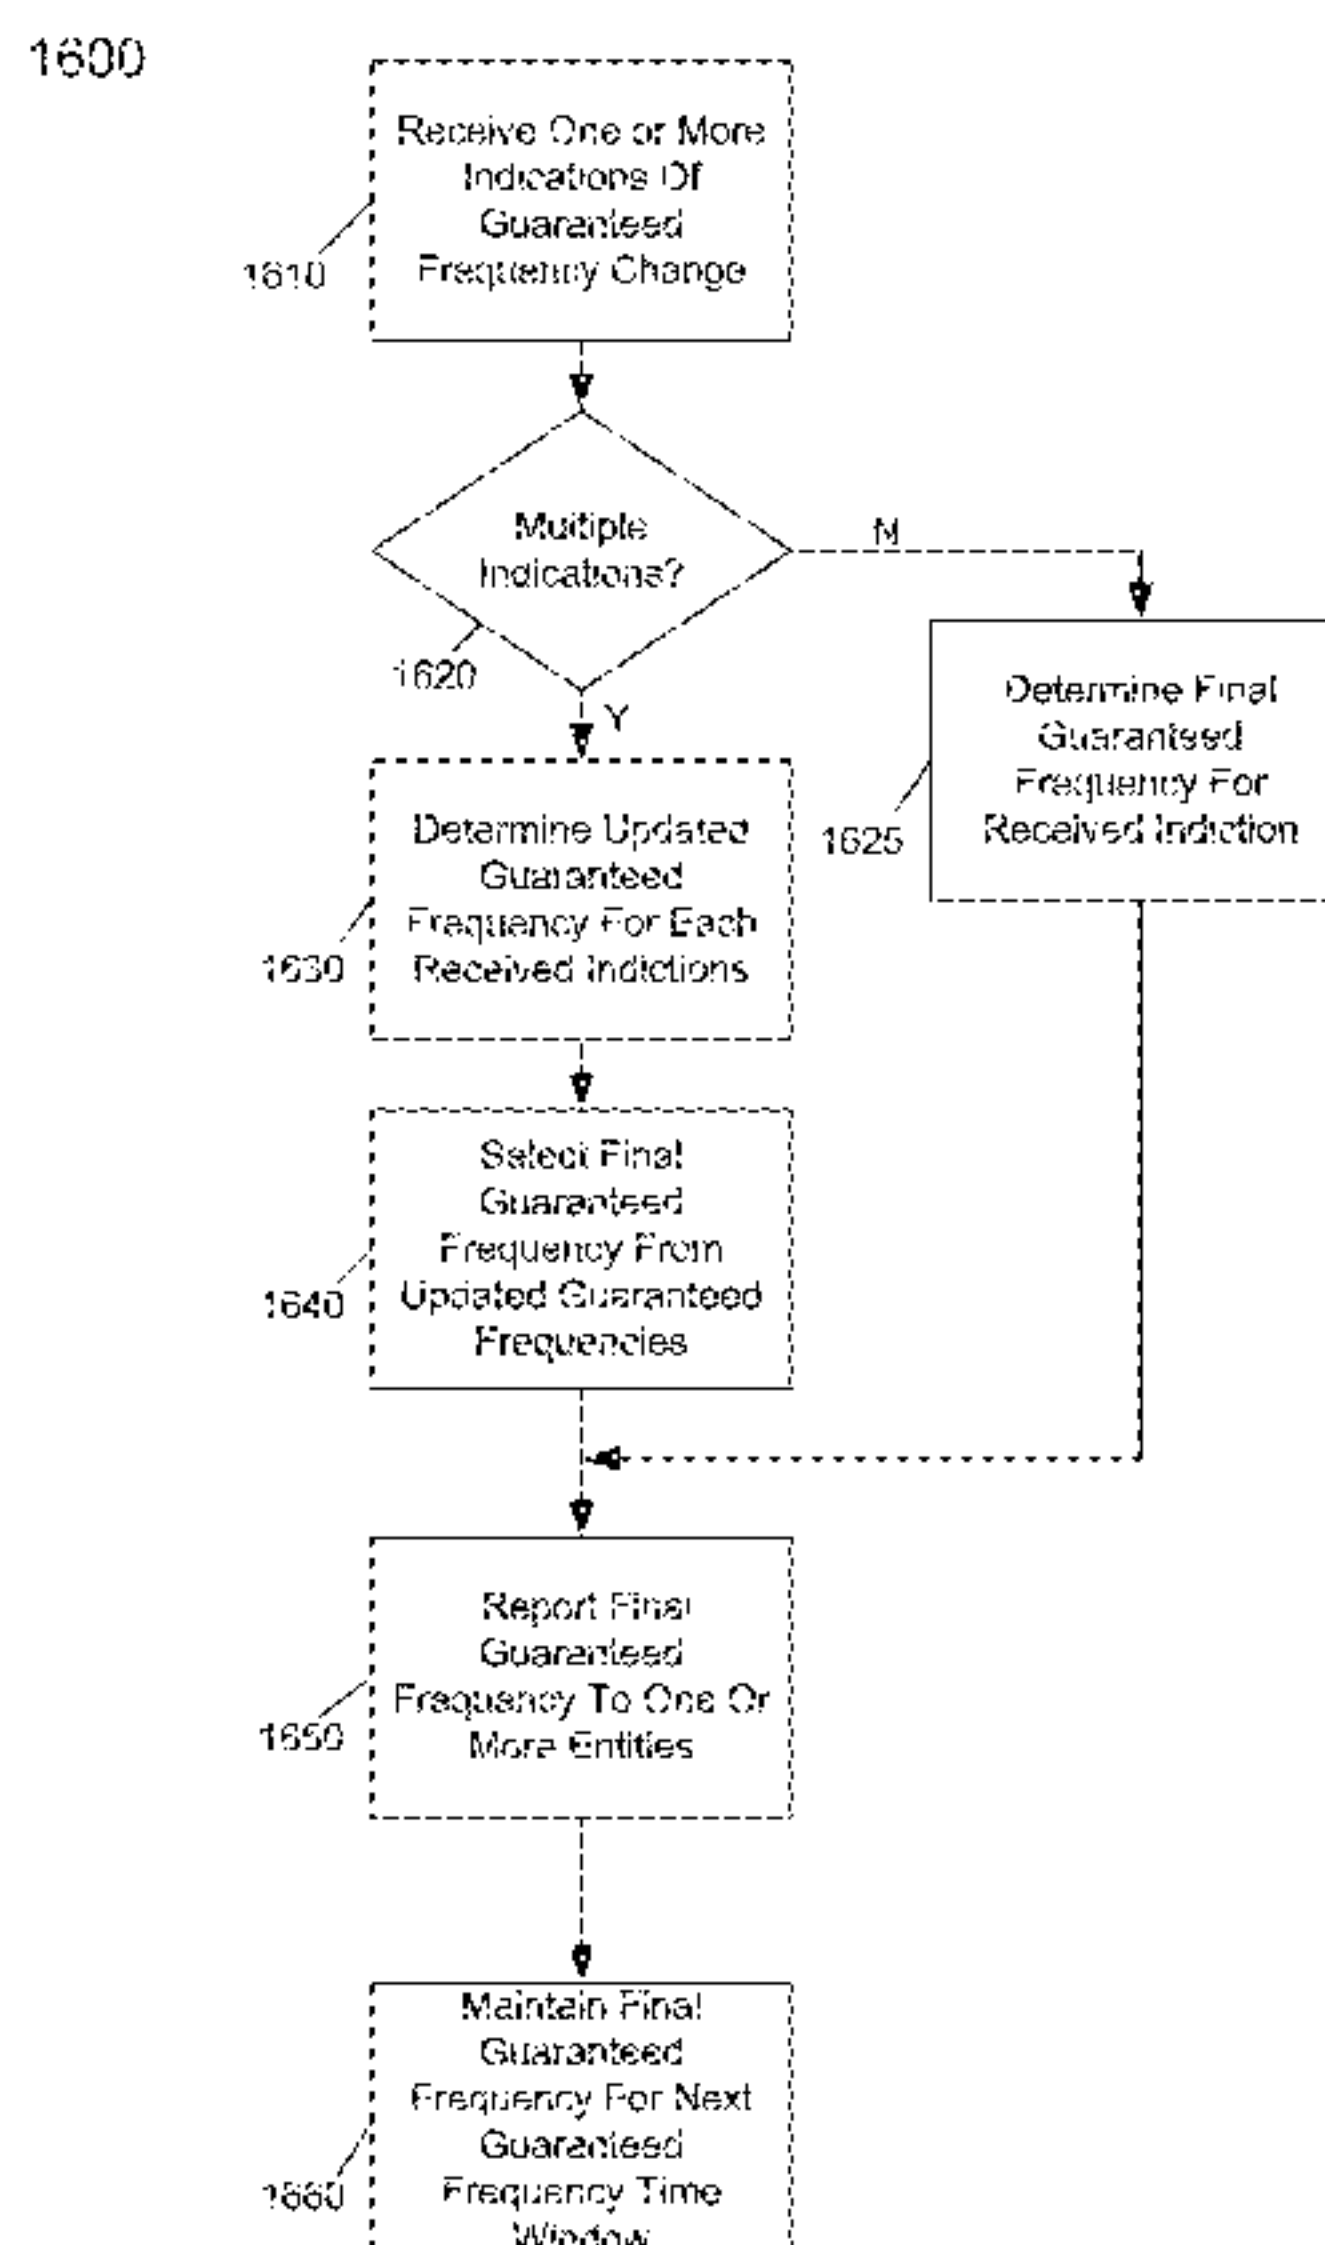 1600
Receive One or More
Indications Of
Guaranteed
Frequency Change
1610
Multiple
Indications?
N
1620
Y
Determine Final
Guaranteed
Frequency For
Received Indiction
1625
Determine Updated
Guaranteed
Frequency For Each
Received Indictions
1630
Select Final
Guaranteed
Frequency From
Updated Guaranteed
Frequencies
1640
Report Final
Guaranteed
Frequency To One Or
More Entities
1650
Maintain Final
Guaranteed
Frequency For Next
Guaranteed
Frequency Time
Window
1660